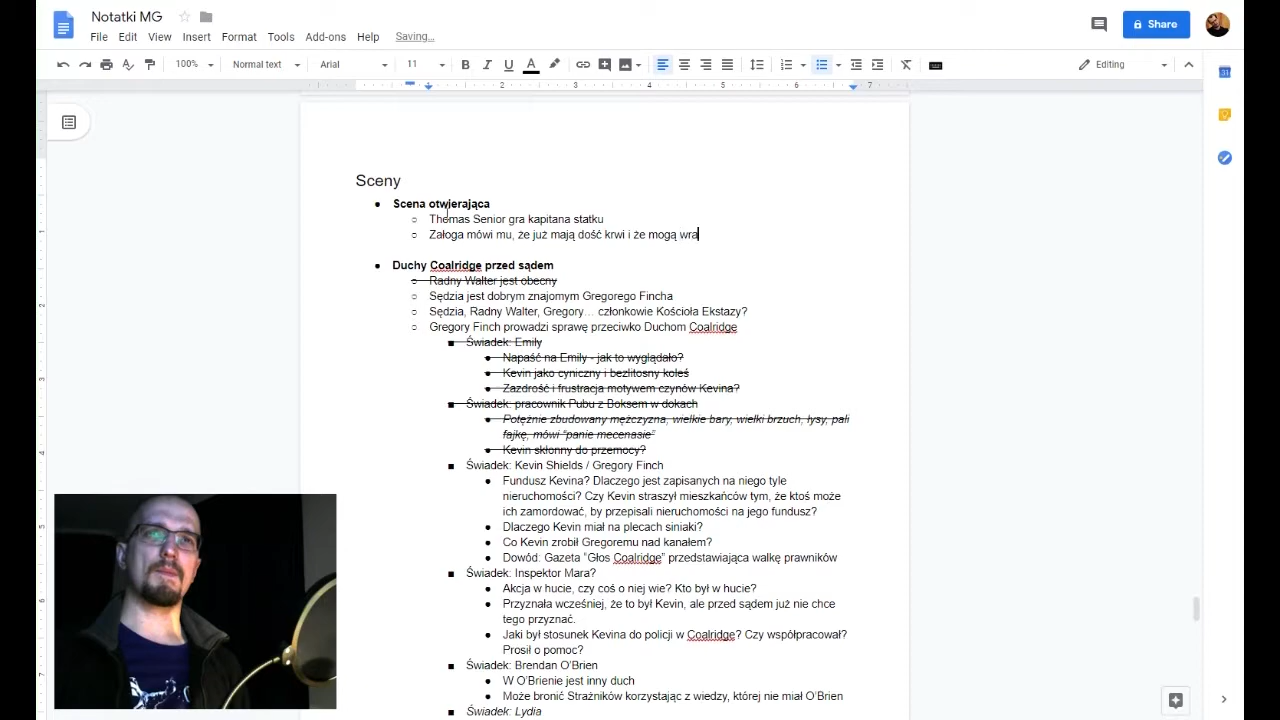 Notatki MG
File Edit View Insert Format Tools Add-ons Help Saving...
Share
100% Normal text Arial 11 B I U A Editing
2 3 4 5 6 7
Sceny
● Scena otwierająca
○ Thomas Senior gra kapitana statku
○ Załoga mówi mu, że już mają dość krwi i że mogą wra
● Duchy Coalridge przed sądem
○ Radny Walter jest obecny
○ Sędzia jest dobrym znajomym Gregorego Fincha
○ Sędzia, Radny Walter, Gregory... członkowie Kościoła Ekstazy?
○ Gregory Finch prowadzi sprawę przeciwko Duchom Coalridge
■ Świadek: Emily
● Napaść na Emily - jak to wyglądało?
● Kevin jako cyniczny i bezlitosny koleś
● Zazdrość i frustracja motywem czynów Kevina?
■ Świadek: pracownik Pubu z Boksem w dokach
● Potężnie zbudowany mężczyzna, wielkie bary, wielki brzuch, łysy, pali
fajkę, mówi “panie mecenasie”
● Kevin skłonny do przemocy?
■ Świadek: Kevin Shields / Gregory Finch
● Fundusz Kevina? Dlaczego jest zapisanych na niego tyle
nieruchomości? Czy Kevin straszył mieszkańców tym, że ktoś może
ich zamordować, by przepisali nieruchomości na jego fundusz?
● Dlaczego Kevin miał na plecach siniaki?
● Co Kevin zrobił Gregoremu nad kanałem?
● Dowód: Gazeta “Głos Coalridge” przedstawiająca walkę prawników
■ Świadek: Inspektor Mara?
● Akcja w hucie, czy coś o niej wie? Kto był w hucie?
● Przyznała wcześniej, że to był Kevin, ale przed sądem już nie chce
tego przyznać.
● Jaki był stosunek Kevina do policji w Coalridge? Czy współpracował?
Prosił o pomoc?
■ Świadek: Brendan O’Brien
● W O’Brienie jest inny duch
● Może bronić Strażników korzystając z wiedzy, której nie miał O’Brien
■ Świadek: Lydia